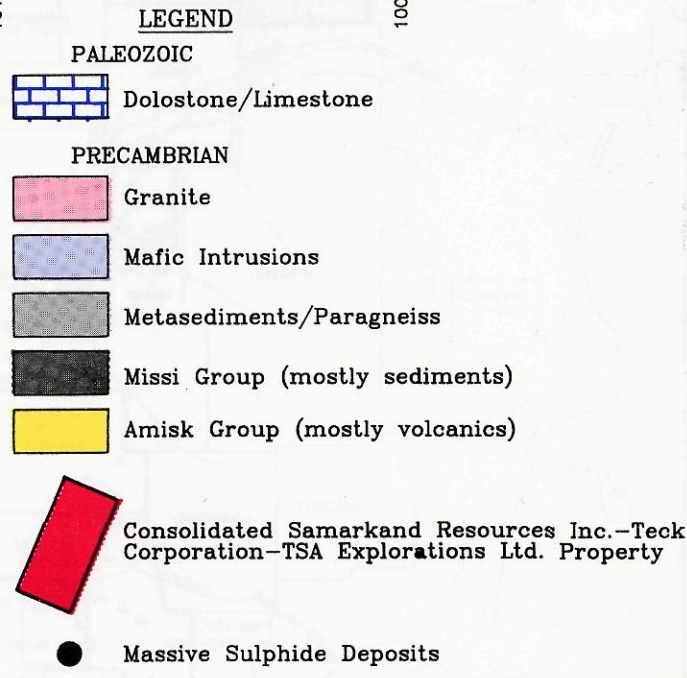 LEGEND
100
PALEOZOIC
Dolostone/Limestone
PRECAMBRIAN
Granite
Mafic Intrusions
Metasediments/Paragneiss
Missi Group (mostly sediments)
Amisk Group (mostly volcanics)
Consolidated Samarkand Resources Inc.-Teck
Corporation-TSA Explorations Ltd. Property
Massive Sulphide Deposits